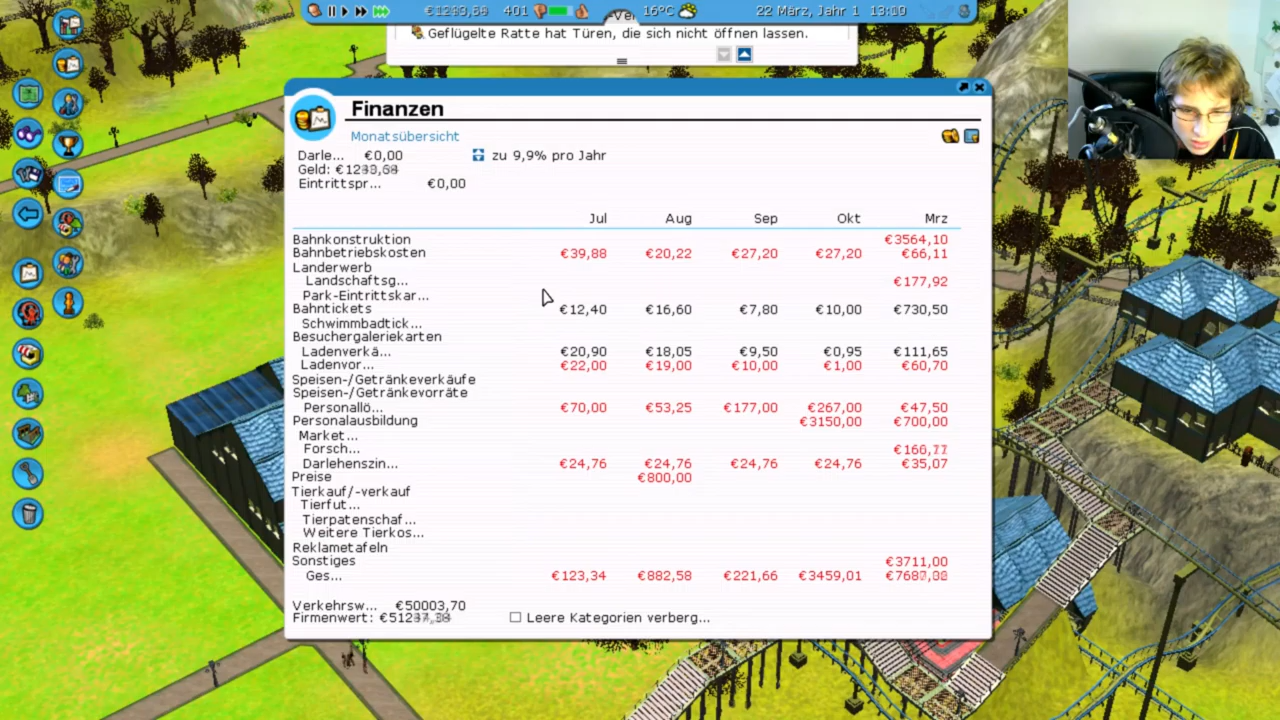 401 16°C 22 März, Jahr 1
Geflügelte Ratte hat Türen, die sich nicht öffnen lassen.
Finanzen
Monatsübersicht
Darle... €0,00 zu 9,9% pro Jahr
Geld:
Eintrittspr... €0,00
Jul Aug Sep Okt Mrz
Bahnkonstruktion €3564,10
Bahnbetriebskosten €39,88 €20,22 €27,20 €27,20 €66,11
Landerwerb
Landschaftsg... €177,92
Park-Eintrittskar...
Bahntickets €12,40 €16,60 €7,80 €10,00 €730,50
Schwimmbadtick...
Besuchergaleriekarten
Ladenverkä... €20,90 €18,05 €9,50 €0,95 €111,65
Ladenvor... €22,00 €19,00 €10,00 €1,00 €60,70
Speisen-/Getränkeverkäufe
Speisen-/Getränkevorräte
Personallö... €70,00 €53,25 €177,00 €267,00 €47,50
Personalausbildung €3150,00 €700,00
Market...
Forsch...
Darlehenszin... €24,76 €24,76 €24,76 €24,76 €35,07
Preise €800,00
Tierkauf/-verkauf
Tierfut...
Tierpatenschaf...
Weitere Tierkos...
Reklametafeln
Sonstiges €3711,00
Ges... €123,34 €882,58 €221,66 €3459,01
Verkehrsw... €50003,70
Firmenwert: Leere Kategorien verberg...